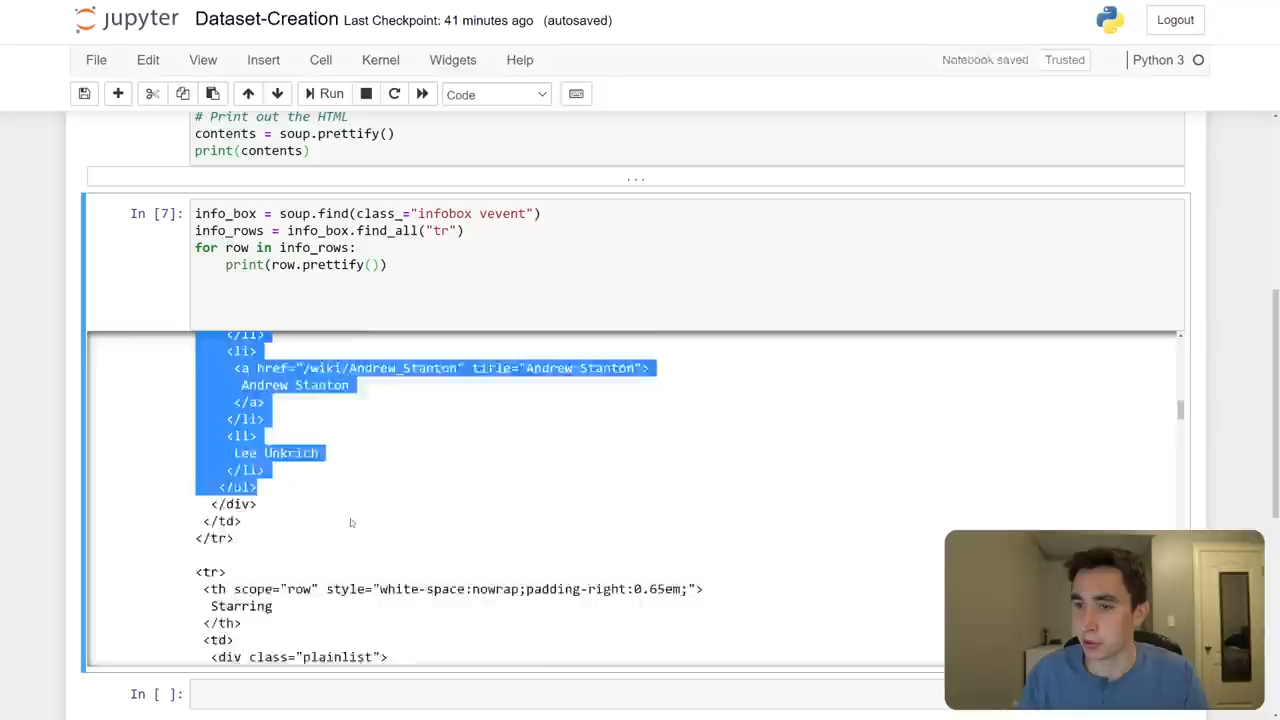 jupyter Dataset-Creation Last Checkpoint: 41 minutes ago (autosaved) Logout
File Edit View Insert Cell Kernel Widgets Help Notebook saved Trusted Python 3
Run Code
# Print out the HTML
contents = soup.prettify()
print(contents)
...
In [7]: info_box = soup.find(class_="infobox vevent")
info_rows = info_box.find_all("tr")
for row in info_rows:
print(row.prettify())
</li>
<li>
<a href="/wiki/Andrew_Stanton" title="Andrew Stanton">
Andrew Stanton
</a>
</li>
<li>
Lee Unkrich
</li>
</ul>
</div>
</td>
</tr>
<tr>
<th scope="row" style="white-space:nowrap;padding-right:0.65em;">
Starring
</th>
<td>
<div class="plainlist">
In [ ]: